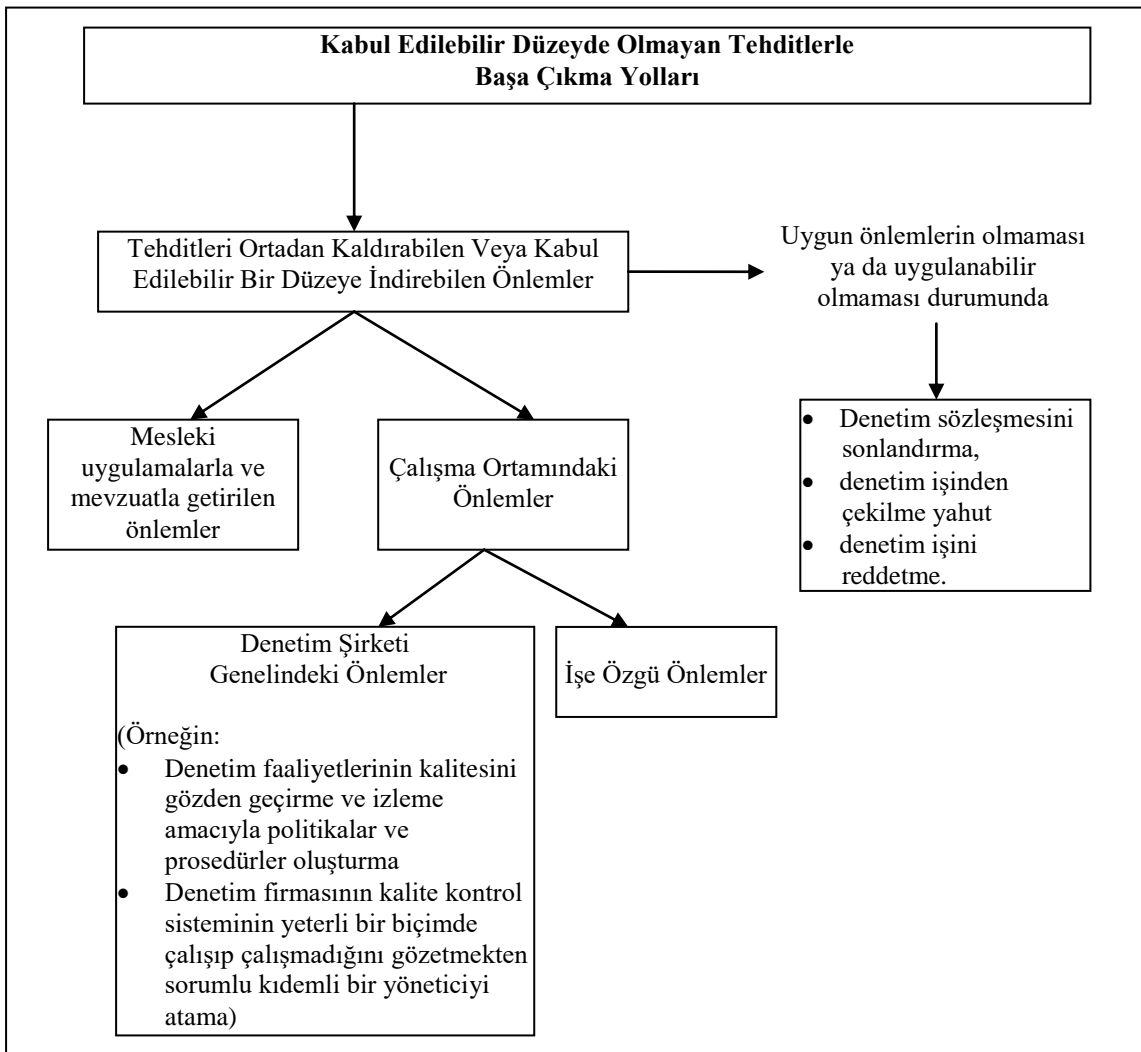 Kabul Edilebilir Düzeyde Olmayan Tehditlerle
Başa Çıkma Yolları
Tehditleri Ortadan Kaldırabilen Veya Kabul
Edilebilir Bir Düzeye İndirebilen Önlemler
Uygun önlemlerin olmaması
ya da uygulanabilir
olmaması durumunda
Mesleki
uygulamalarla ve
mevzuatla getirilen
önlemler
Çalışma Ortamındaki
Önlemler
• Denetim sözleşmesini
sonlandırma,
• denetim işinden
çekilme yahut
• denetim işini
reddetme.
Denetim Şirketi
Genelindeki Önlemler
(Örneğin:
• Denetim faaliyetlerinin kalitesini
gözden geçirme ve izleme
amacıyla politikalar ve
prosedürler oluşturma
• Denetim firmasının kalite kontrol
sisteminin yeterli bir biçimde
çalışıp çalışmadığını gözetmekten
sorumlu kıdemli bir yöneticiyi
atama)
İşe Özgü Önlemler